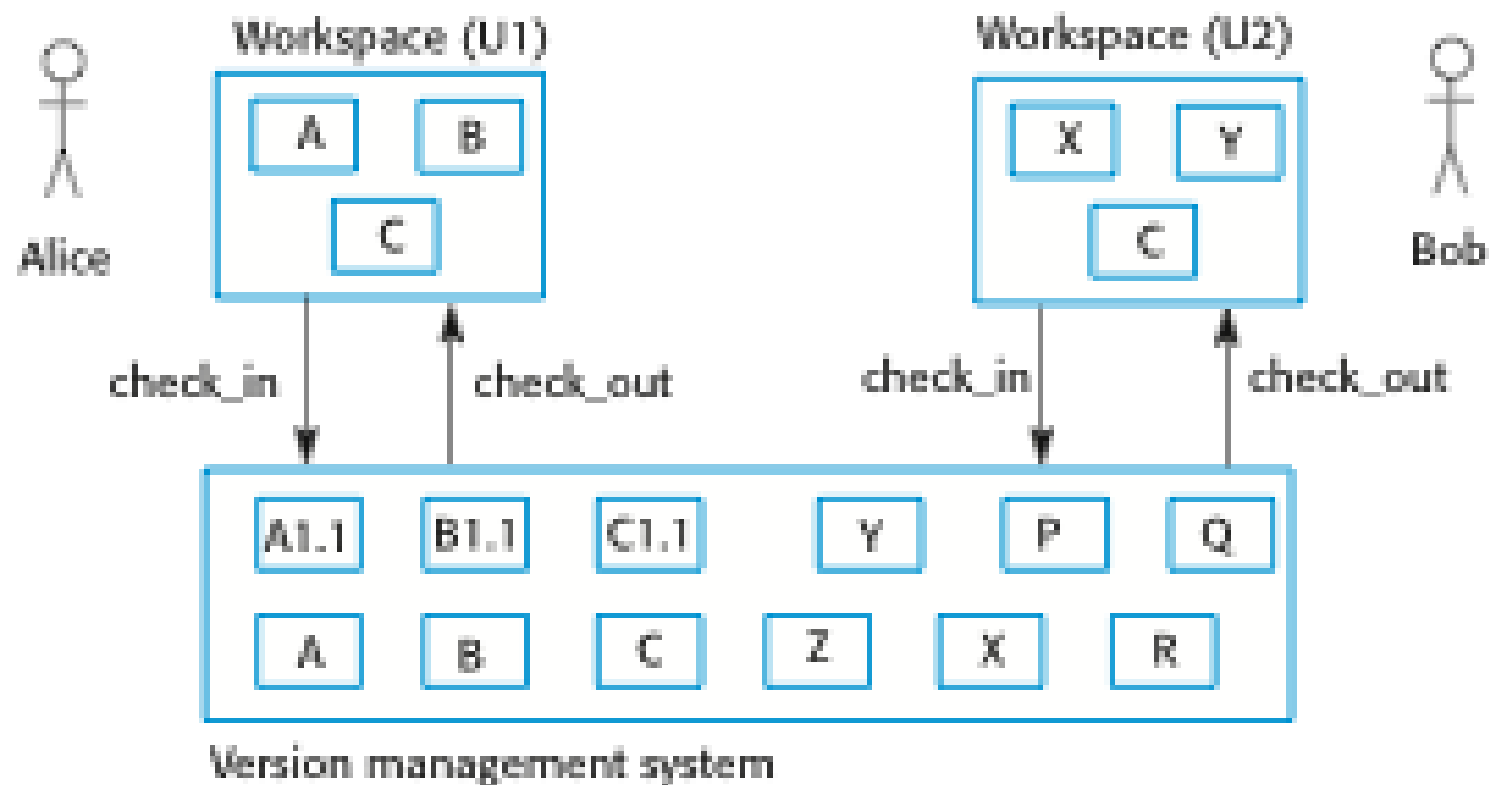 Workspace (U1)
Workspace (U2)
A
B
X
Y
C
C
Alice
Bob
check_in
check_out
check_in
check_out
A1.1
B1.1
C1.1
Y
P
Q
A
B
C
Z
X
R
Version management system